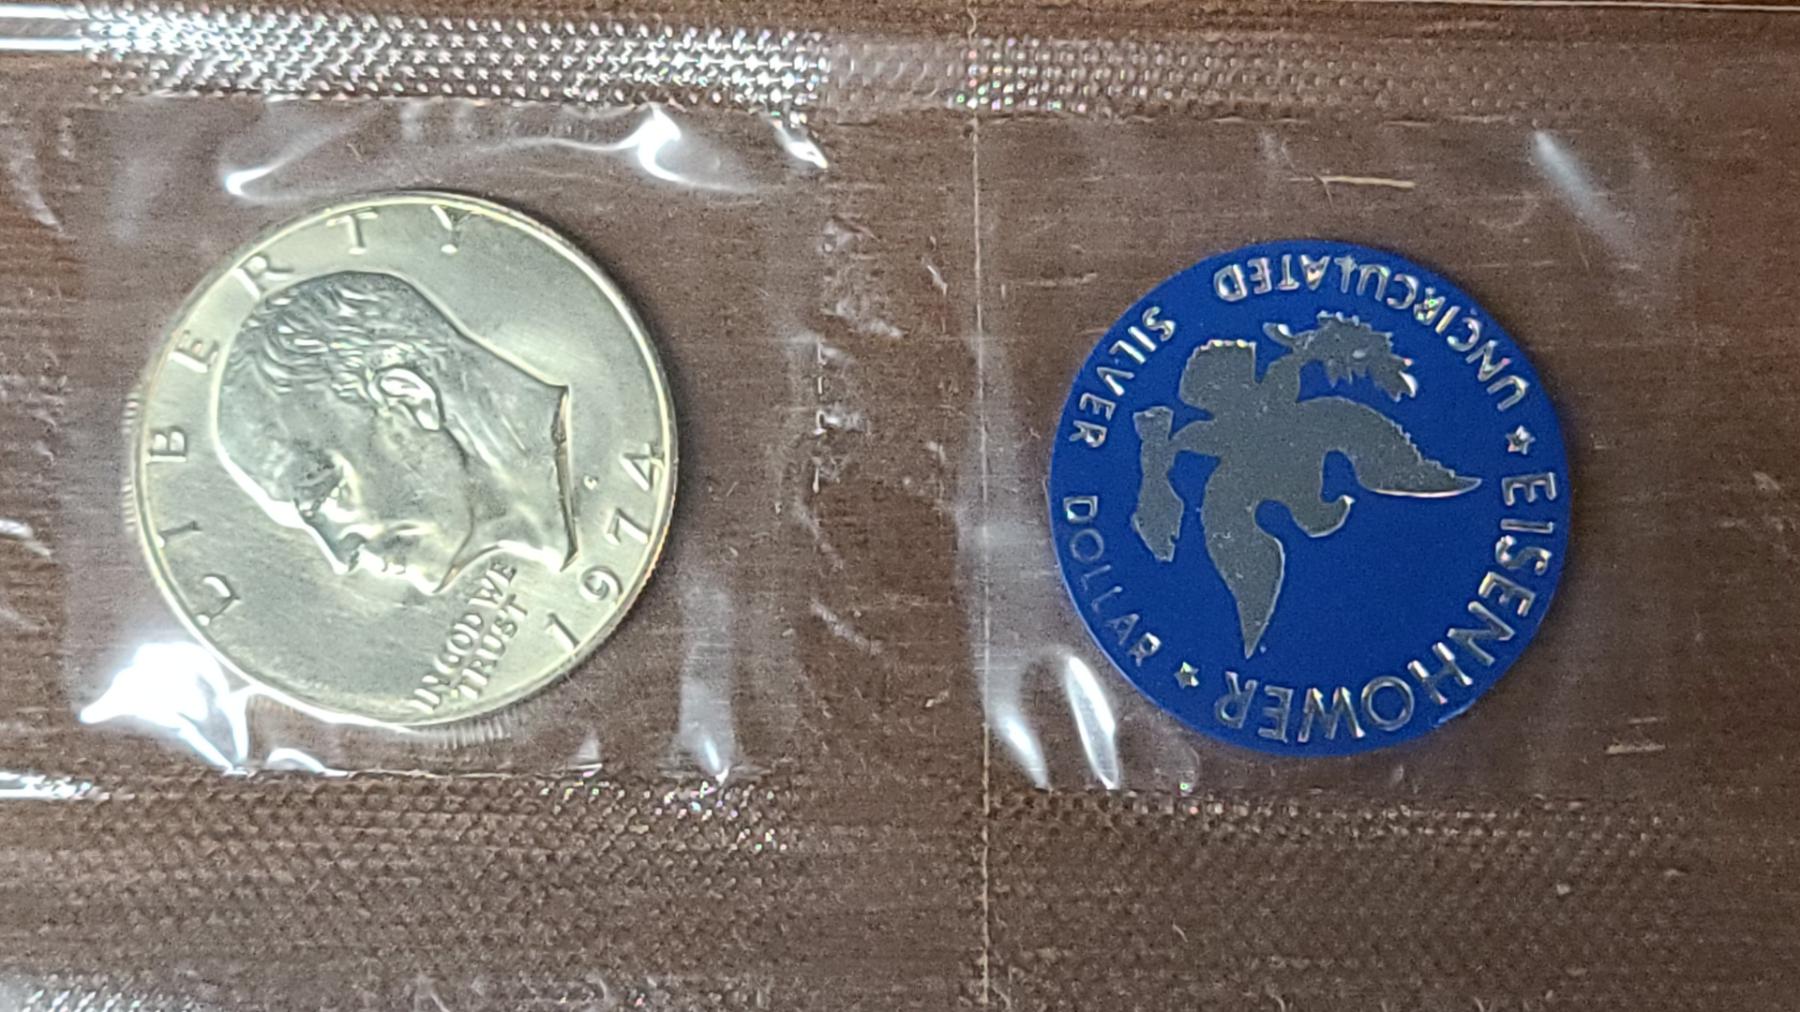 LIBERTY
IN GOD WE
TRUST
1974
EISENHOWER ★ UNCIRCULATED SILVER DOLLAR ★